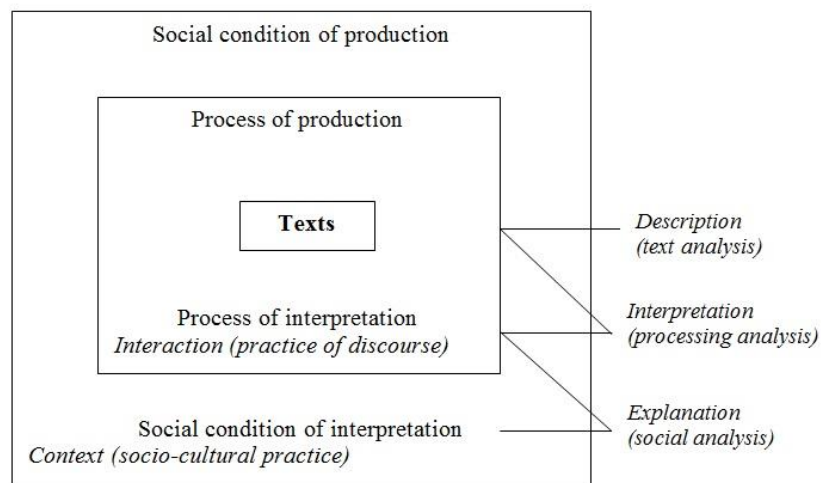 Social condition of production
Process of production
Texts
Process of interpretation
Interaction (practice of discourse)
Social condition of interpretation
Context (socio-cultural practice)
Description
(text analysis)
Interpretation
(processing analysis)
Explanation
(social analysis)